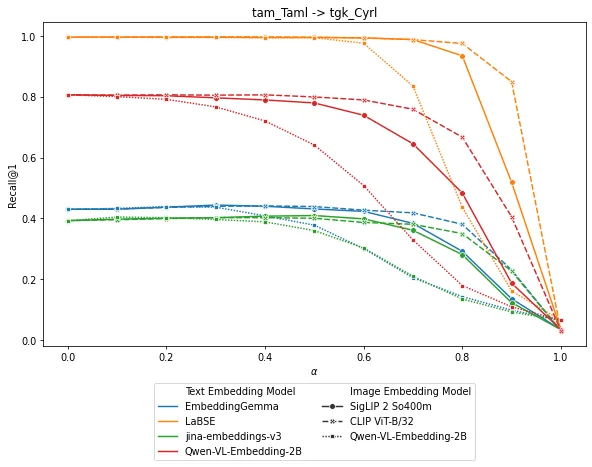 tam_Taml -> tgk_Cyrl
1.0
0.8
0.6
0.4
0.2
0.0
Recall@1
0.0 0.2 0.4 0.6 0.8 1.0
α
Text Embedding Model Image Embedding Model
EmbeddingGemma SigLIP 2 So400m
LaBSE CLIP ViT-B/32
jina-embeddings-v3 Qwen-VL-Embedding-2B
Qwen-VL-Embedding-2B